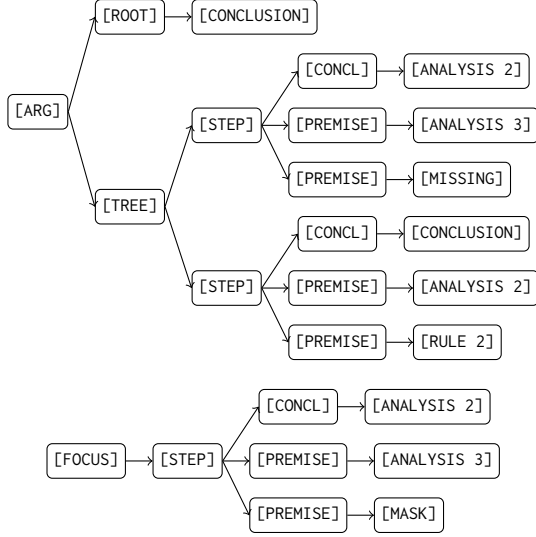 [ROOT] [CONCLUSION]
[CONCL] [ANALYSIS 2]
[ARG]
[STEP] [PREMISE] [ANALYSIS 3]
[PREMISE] [MISSING]
[TREE]
[CONCL] [CONCLUSION]
[STEP] [PREMISE] [ANALYSIS 2]
[PREMISE] [RULE 2]
[CONCL] [ANALYSIS 2]
[FOCUS] [STEP] [PREMISE] [ANALYSIS 3]
[PREMISE] [MASK]